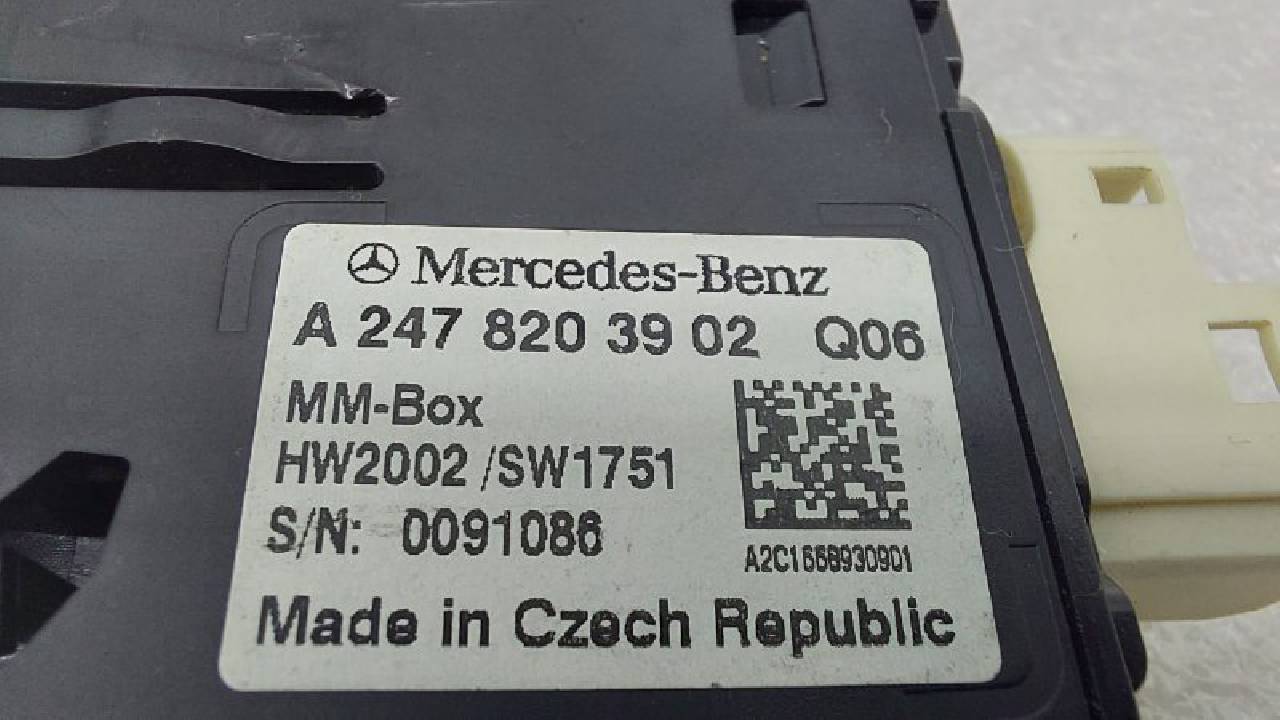 Mercedes-Benz
A 247 820 39 02 Q06
MM-Box
HW2002 /SW1751
S/N: 0091086
A2C1668930901
Made in Czech Republic